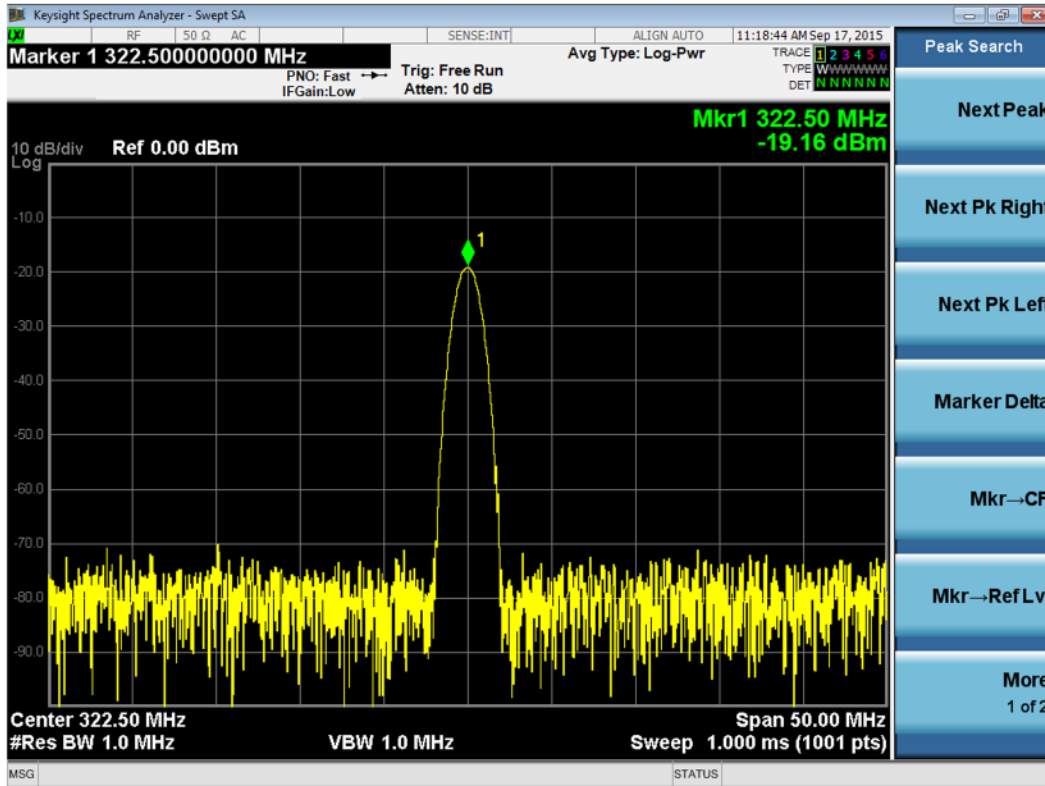 Keysight Spectrum Analyzer - Swept SA
LXI RF 50 Ω AC SENSE:INT ALIGN AUTO 11:18:44 AM Sep 17, 2015
Marker 1 322.500000000 MHz
PNO: Fast
IFGain:Low
Trig: Free Run
Atten: 10 dB
Avg Type: Log-Pwr
TRACE 1 2 3 4 5 6
TYPE WWWWWW
DET N N N N N N
Mkr1 322.50 MHz
-19.16 dBm
10 dB/div
Log
Ref 0.00 dBm
1
-10.0
-20.0
-30.0
-40.0
-50.0
-60.0
-70.0
-80.0
-90.0
Center 322.50 MHz
Span 50.00 MHz
#Res BW 1.0 MHz
VBW 1.0 MHz
Sweep 1.000 ms (1001 pts)
MSG
STATUS
Peak Search
Next Peak
Next Pk Right
Next Pk Left
Marker Delta
Mkr→CF
Mkr→Ref Lv
More
1 of 2